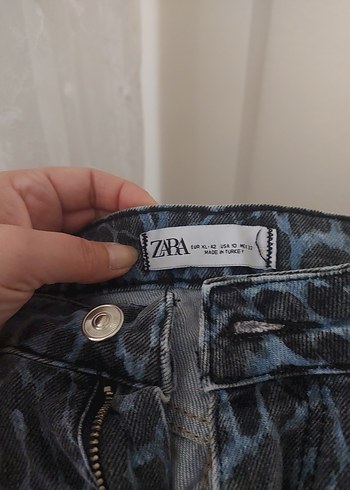 ZARA
EUR XL-42 USA 10 MEX 32
MADE IN TURKEY